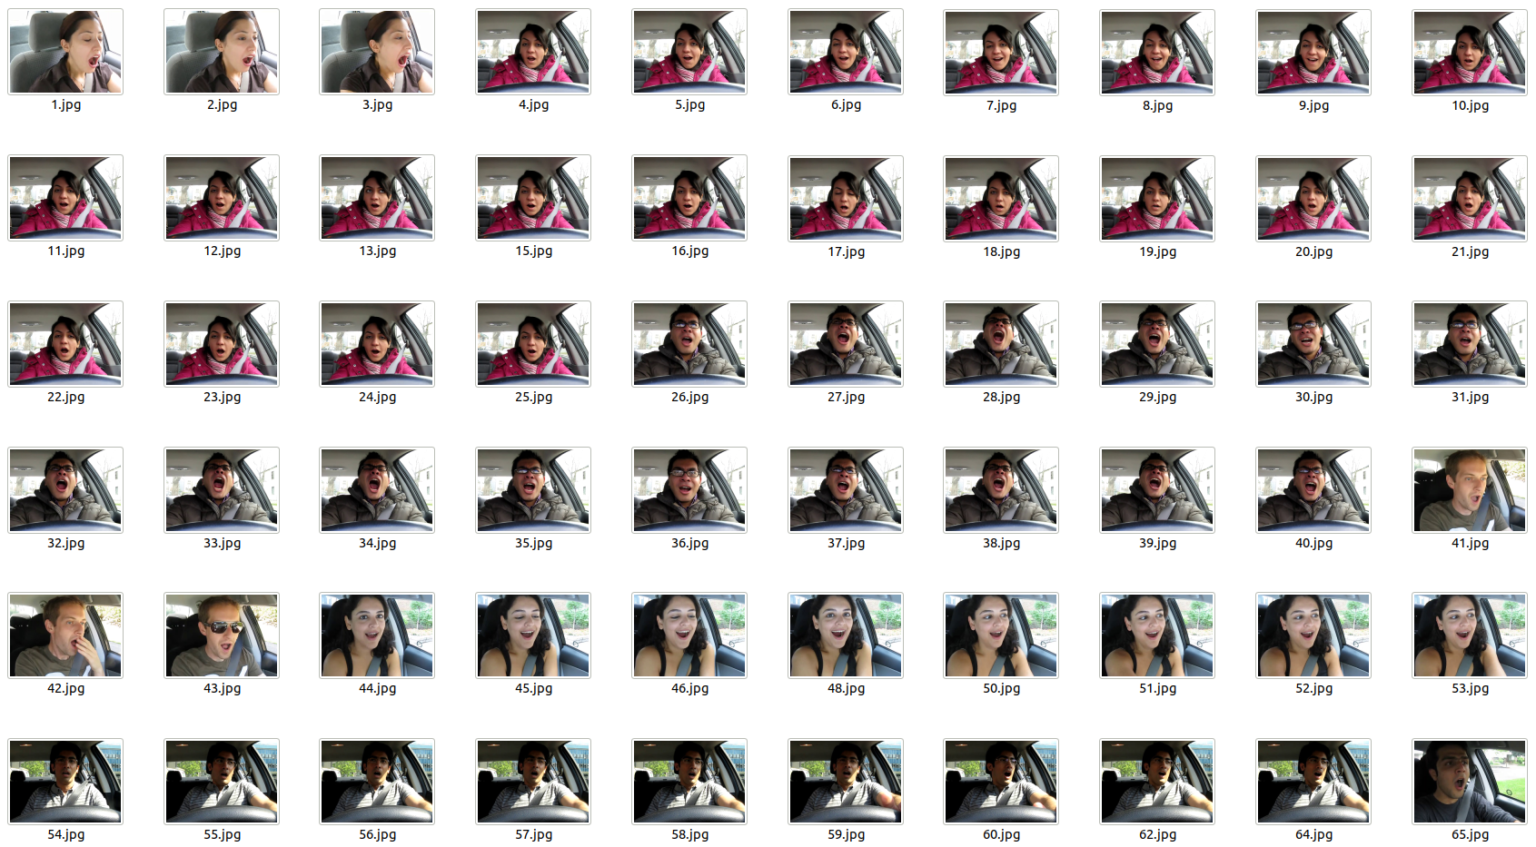 1.jpg 2.jpg 3.jpg 4.jpg 5.jpg 6.jpg 7.jpg 8.jpg 9.jpg 10.jpg
11.jpg 12.jpg 13.jpg 15.jpg 16.jpg 17.jpg 18.jpg 19.jpg 20.jpg 21.jpg
22.jpg 23.jpg 24.jpg 25.jpg 26.jpg 27.jpg 28.jpg 29.jpg 30.jpg 31.jpg
32.jpg 33.jpg 34.jpg 35.jpg 36.jpg 37.jpg 38.jpg 39.jpg 40.jpg 41.jpg
42.jpg 43.jpg 44.jpg 45.jpg 46.jpg 48.jpg 50.jpg 51.jpg 52.jpg 53.jpg
54.jpg 55.jpg 56.jpg 57.jpg 58.jpg 59.jpg 60.jpg 62.jpg 64.jpg 65.jpg